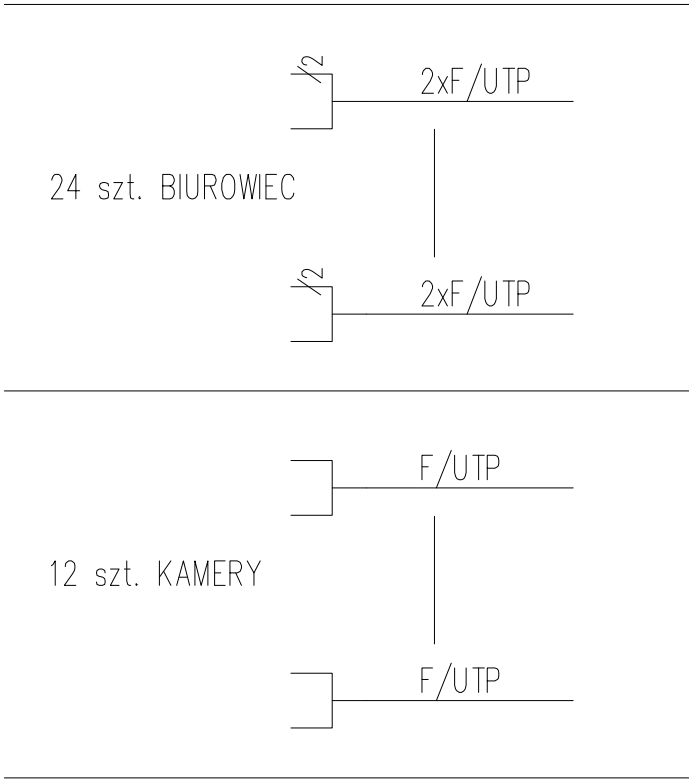 2
2xF/UTP
24 szt. BIUROWIEC
2
2xF/UTP
F/UTP
12 szt. KAMERY
F/UTP